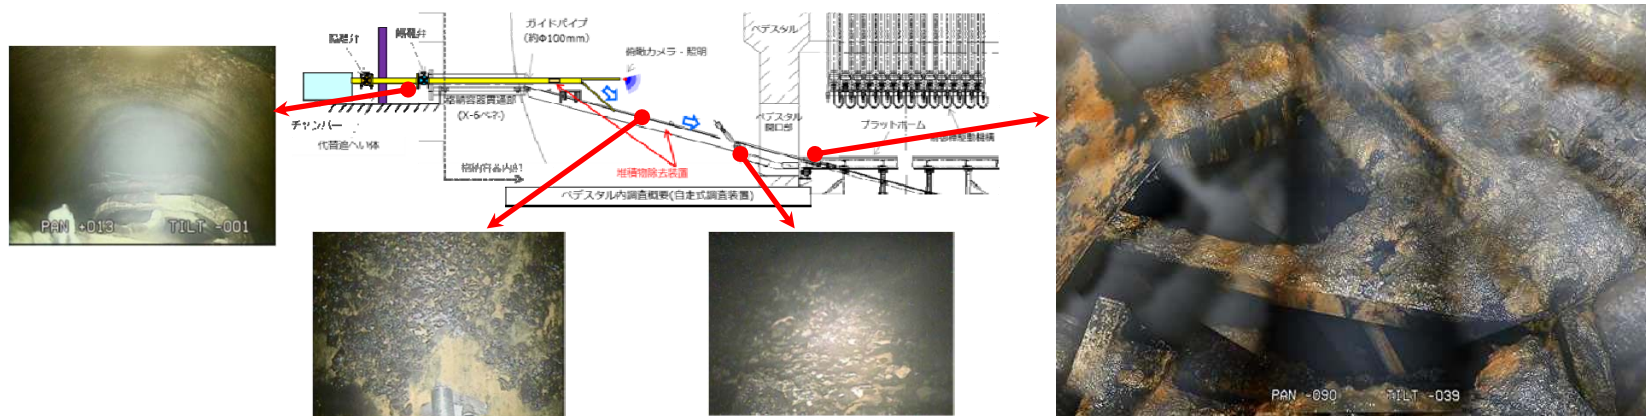 ガイドパイプ
(約Φ100mm)
ペデスタル
隔離弁
隔離弁
俯瞰カメラ・照明
格納容器貫通部
(X-6ペネ)
チャンバー
代替遮へい体
ペデスタル
開口部
プラットホーム
格納容器内側
堆積物除去装置
ペデスタル内調査概要(自走式調査装置)
PAN +013 TILT -001
PAN -090 TILT -039